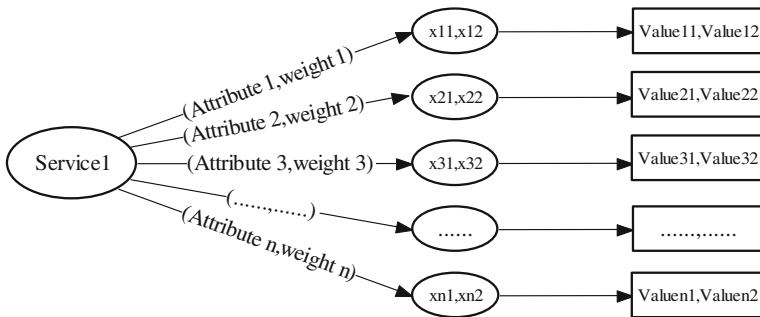 (Attribute 1,weight 1)
x11,x12
Value11,Value12
(Attribute 2,weight 2)
x21,x22
Value21,Value22
Service1
(Attribute 3,weight 3)
x31,x32
Value31,Value32
(......,......)
......
......,......
(Attribute n,weight n)
xn1,xn2
Valuen1,Valuen2